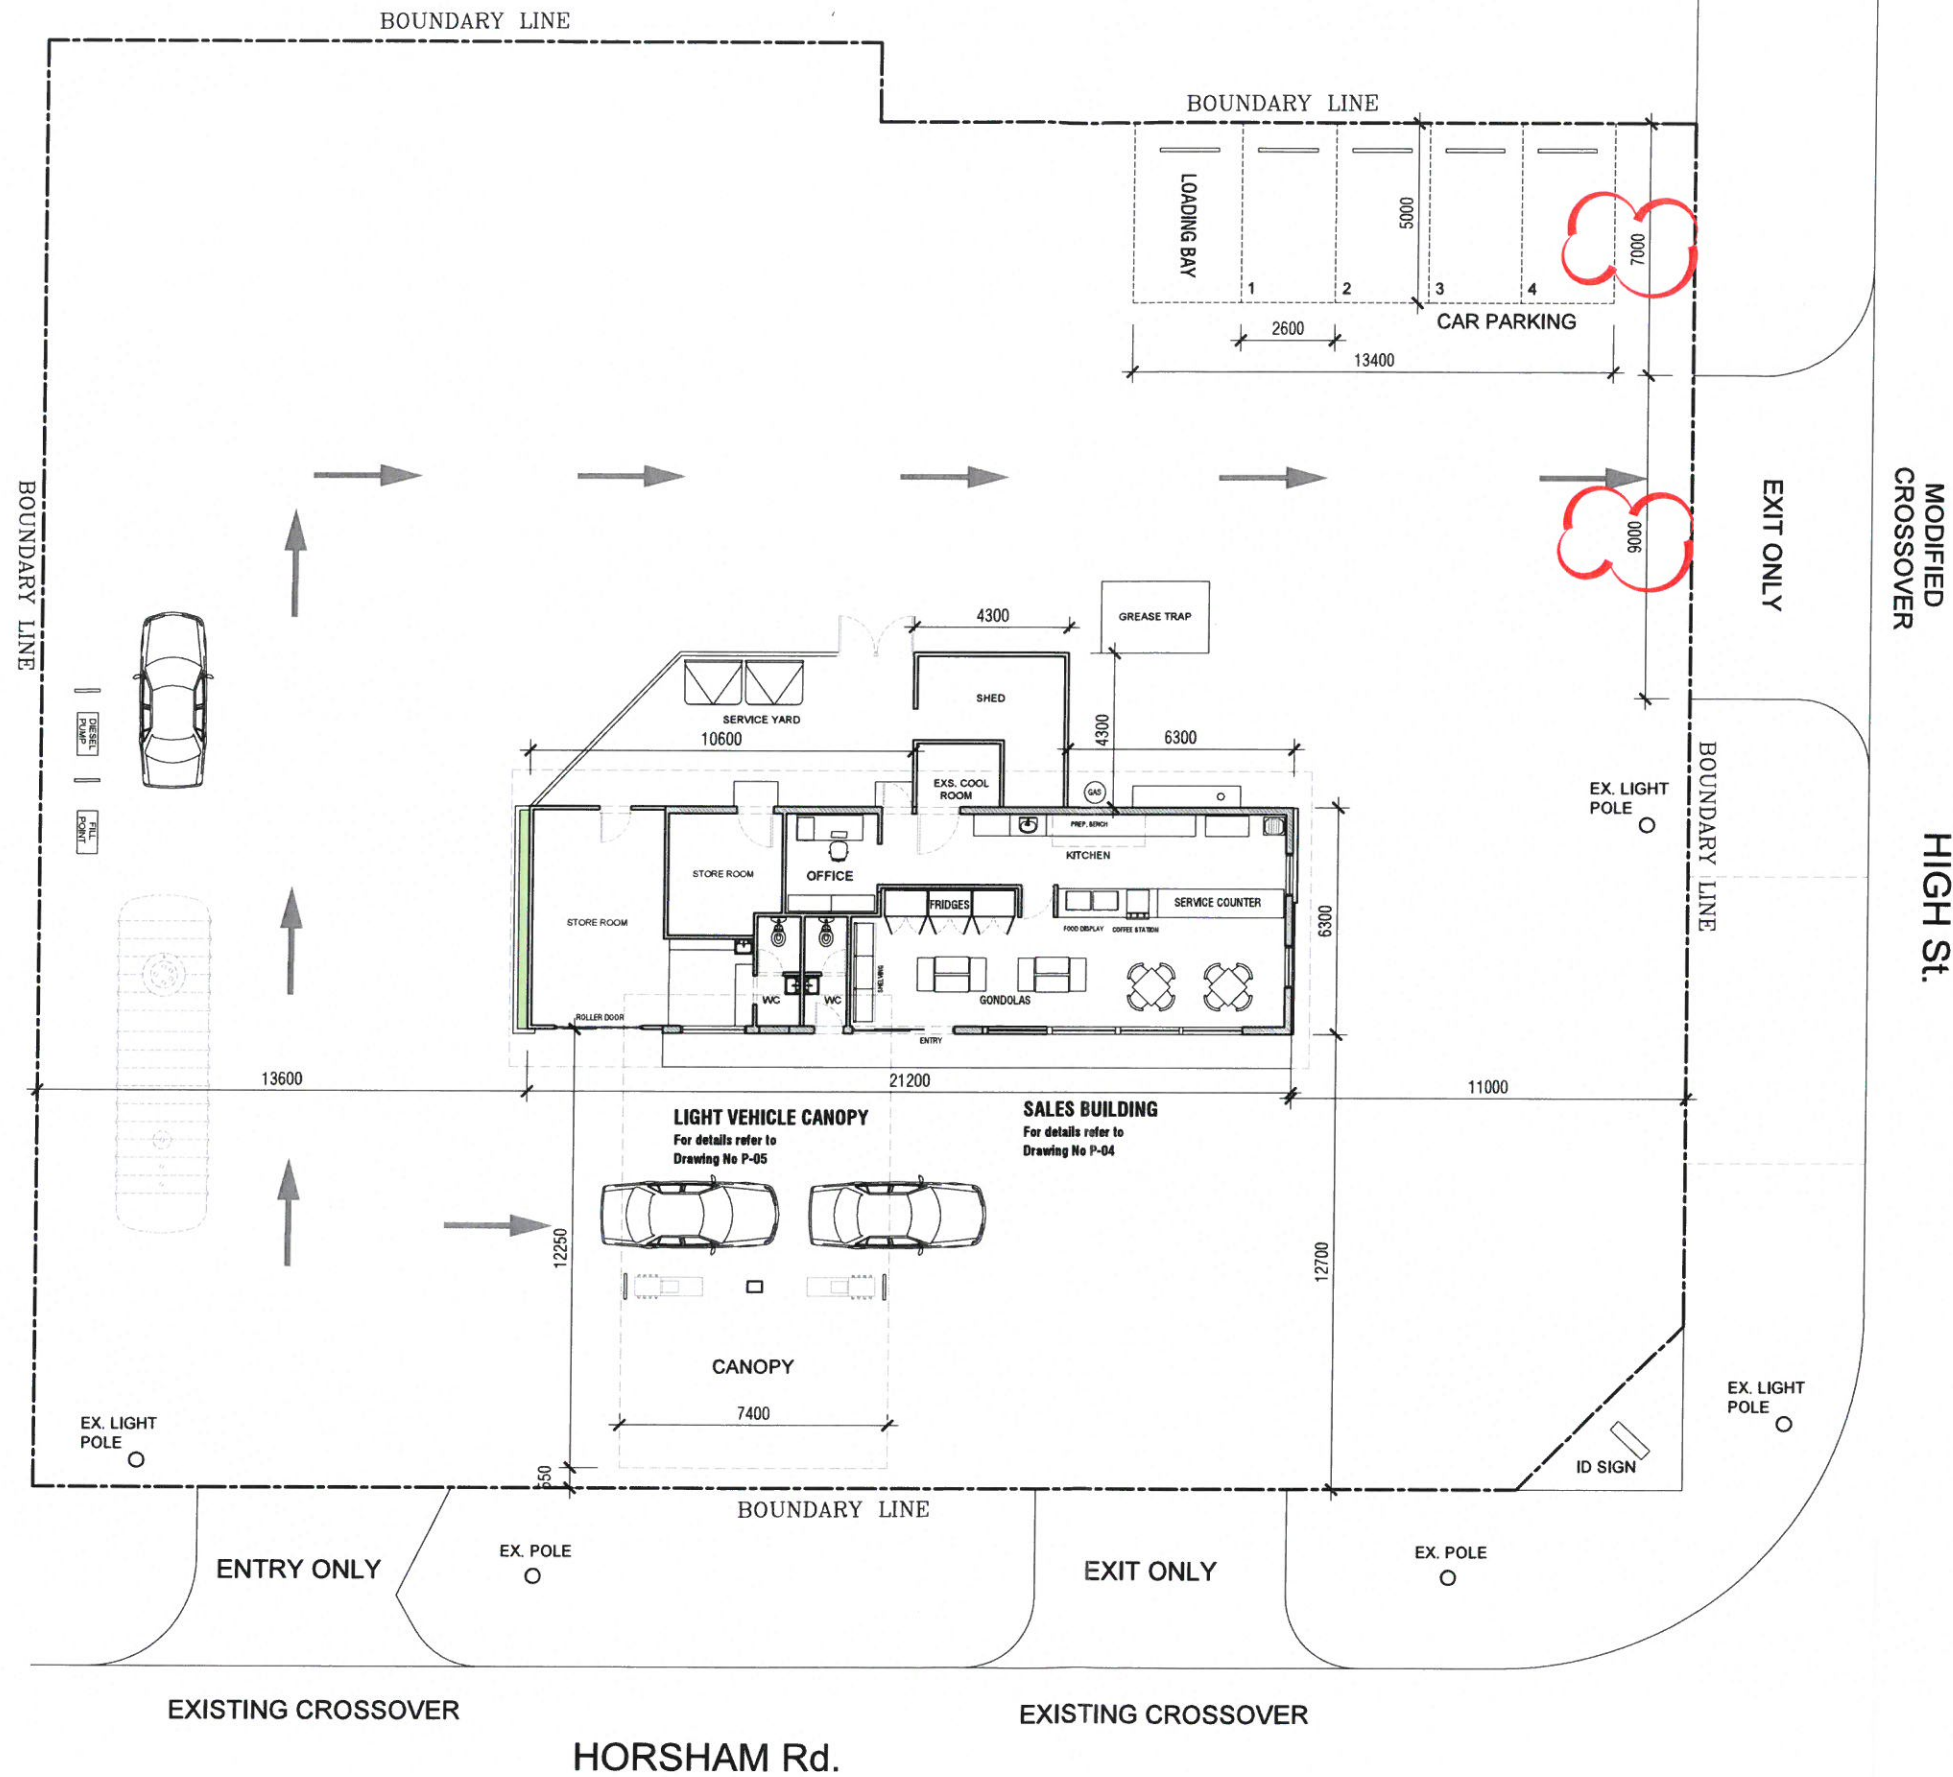 BOUNDARY LINE
BOUNDARY LINE
LOADING BAY
5000
7000
1
2
3
4
CAR PARKING
2600
13400
BOUNDARY LINE
EXIT ONLY
MODIFIED
CROSSOVER
9000
GREASE TRAP
4300
SHED
SERVICE YARD
10600
4300
6300
DIESEL
PUMP
FILL
POINT
EXS. COOL
ROOM
GAS
EX. LIGHT
POLE
BOUNDARY LINE
HIGH St.
PREP. BENCH
KITCHEN
STORE ROOM
OFFICE
FRIDGES
SERVICE COUNTER
STORE ROOM
FOOD DISPLAY
COFFEE STATION
6300
SHELVING
WC
WC
GONDOLAS
ROLLER DOOR
ENTRY
13600
21200
11000
LIGHT VEHICLE CANOPY
For details refer to
Drawing No P-05
SALES BUILDING
For details refer to
Drawing No P-04
12250
12700
CANOPY
7400
EX. LIGHT
POLE
EX. LIGHT
POLE
ID SIGN
BOUNDARY LINE
ENTRY ONLY
EX. POLE
EXIT ONLY
EX. POLE
EXISTING CROSSOVER
EXISTING CROSSOVER
HORSHAM Rd.